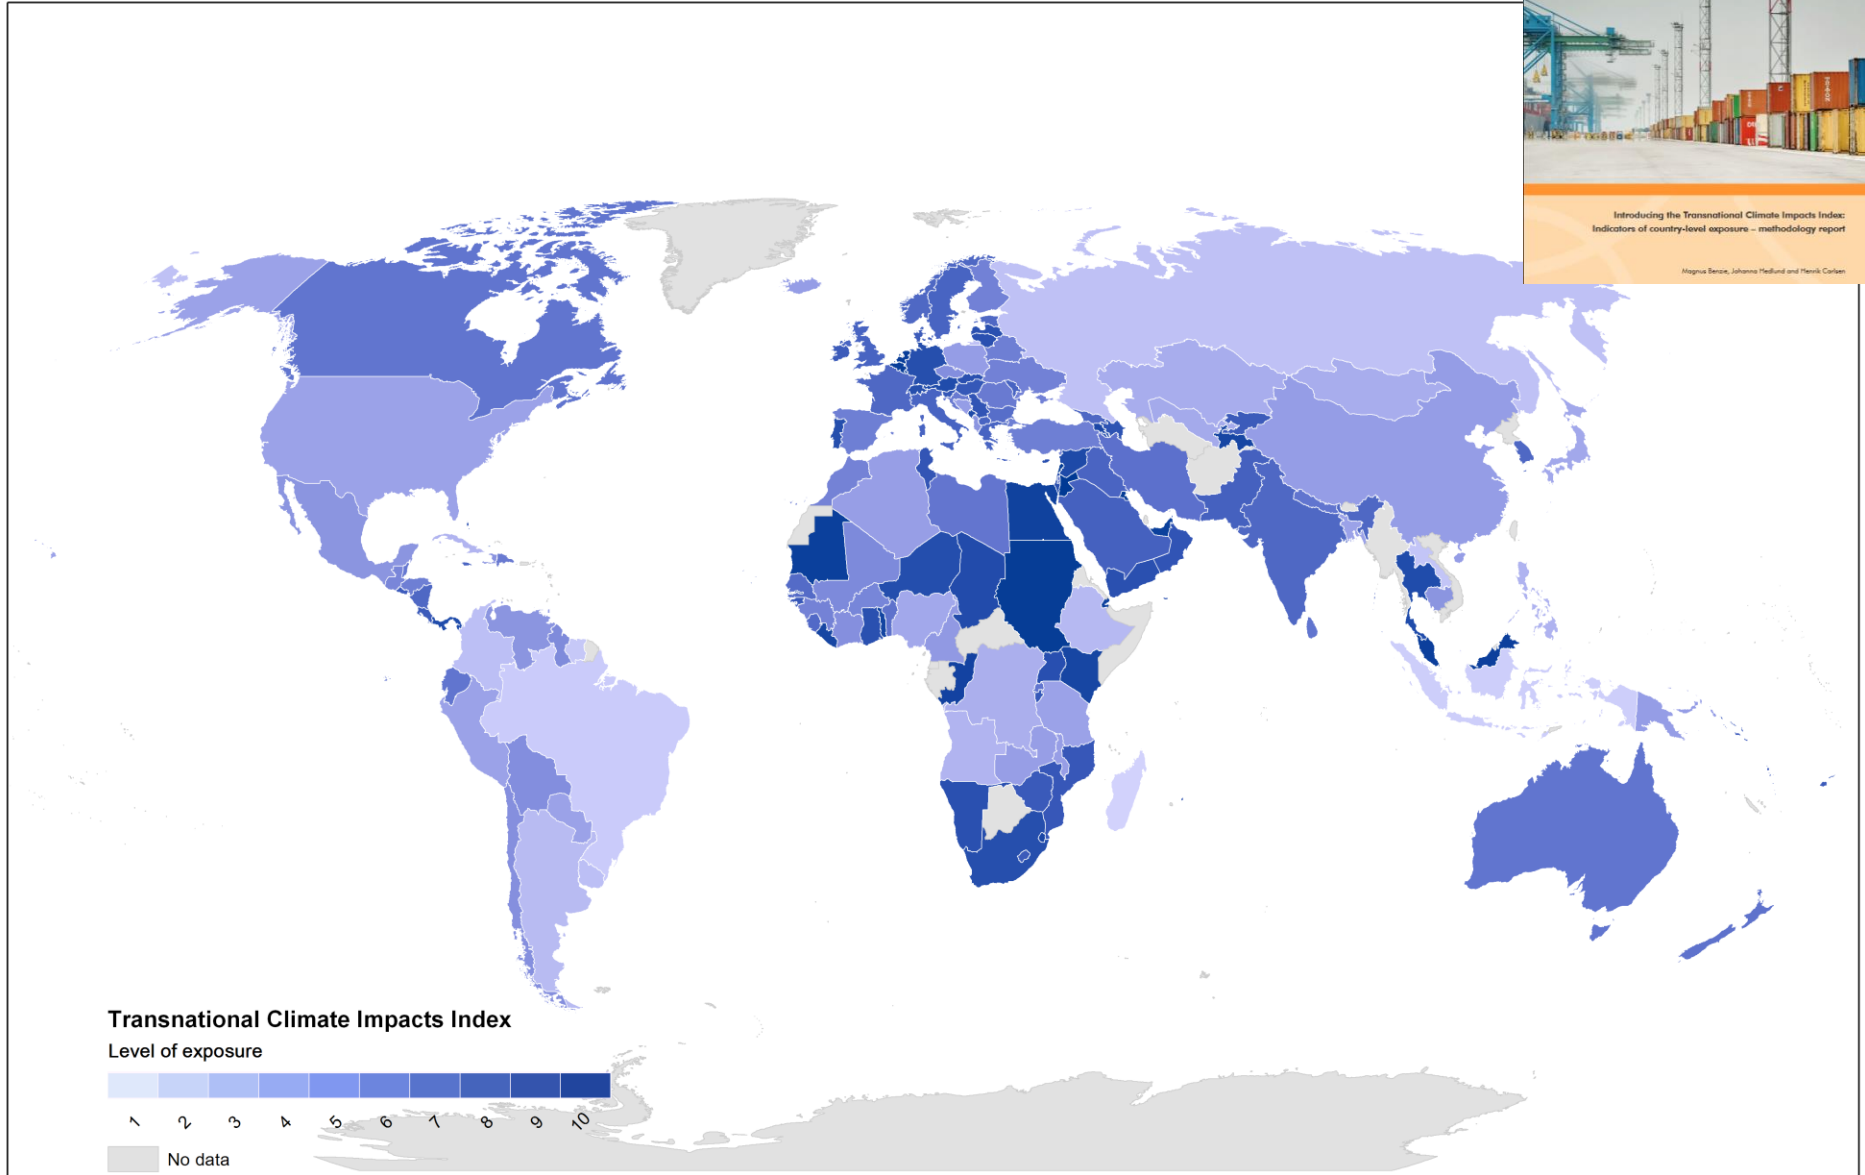 Introducing the Transnational Climate Impacts Index:
Indicators of country-level exposure – methodology report
Magnus Benzie, Johanna Hedlund and Henrik Carlsen
Transnational Climate Impacts Index
Level of exposure
1 2 3 4 5 6 7 8 9 10
No data